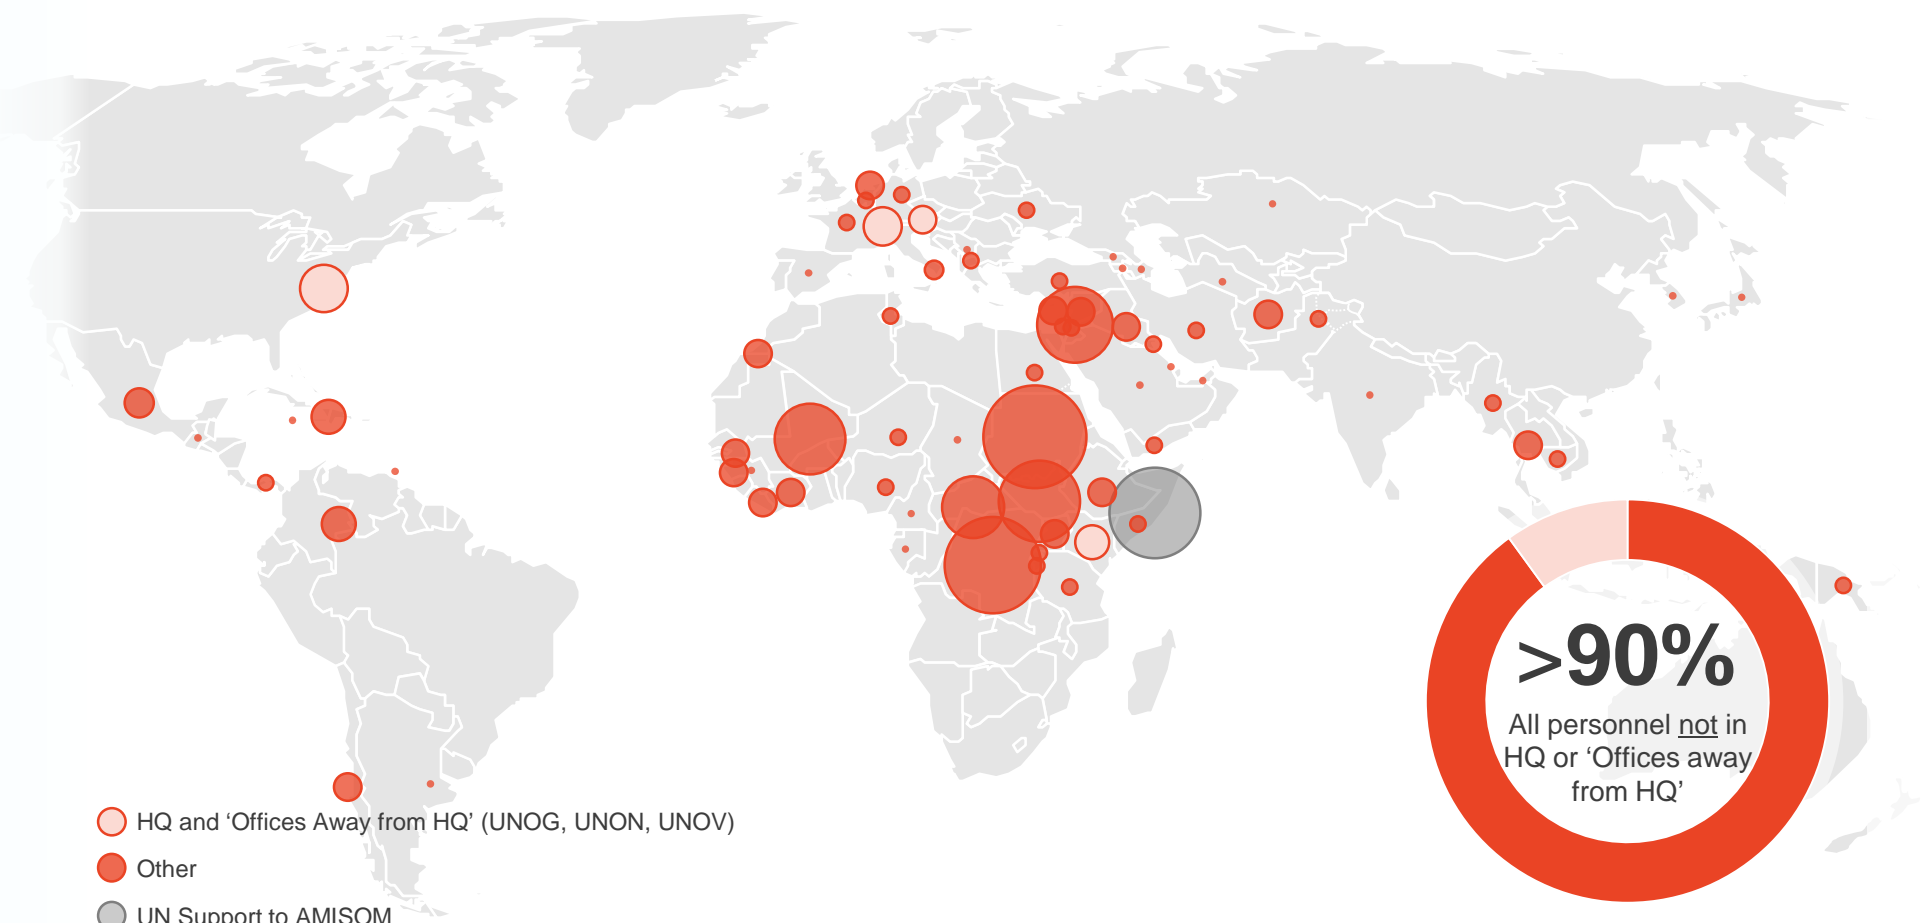 >90%
All personnel not in
HQ or ‘Offices away
from HQ’
HQ and ‘Offices Away from HQ’ (UNOG, UNON, UNOV)
Other
UN Support to AMISOM